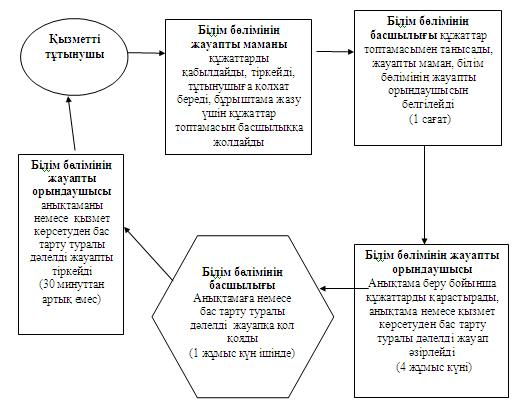 Қызметті
тұтынушы
Білім бөлімінің
жауапты маманы
құжаттарды
қабылдайды, тіркейді,
тұтынушыға қолхат
береді, бұрыштама жазу
үшін құжаттар
топтамасын басшылыққа
жолдайды
Білім бөлімінің
басшылығы құжаттар
топтамасымен танысады,
жауапты маман, білім
бөлімінің жауапты
орындаушысын
белгілейді
(1 сағат)
Білім бөлімінің жауапты
орындаушысы
Анықтама беру бойынша
құжаттарды қарастырады,
анықтама немесе қызмет
көрсетуден бас тарту
туралы дәлелді жауап
әзірлейді
(4 жұмыс күні)
Білім бөлімінің
басшылығы
Анықтамаға немесе
бас тарту туралы
дәлелді жауапқа қол
қояды
(1 жұмыс күн ішінде)
Білім бөлімінің
жауапты
орындаушысы
анықтаманы
немесе қызмет
көрсетуден бас
тарту туралы
дәлелді жауапты
тіркейді
(30 минуттан
артық емес)